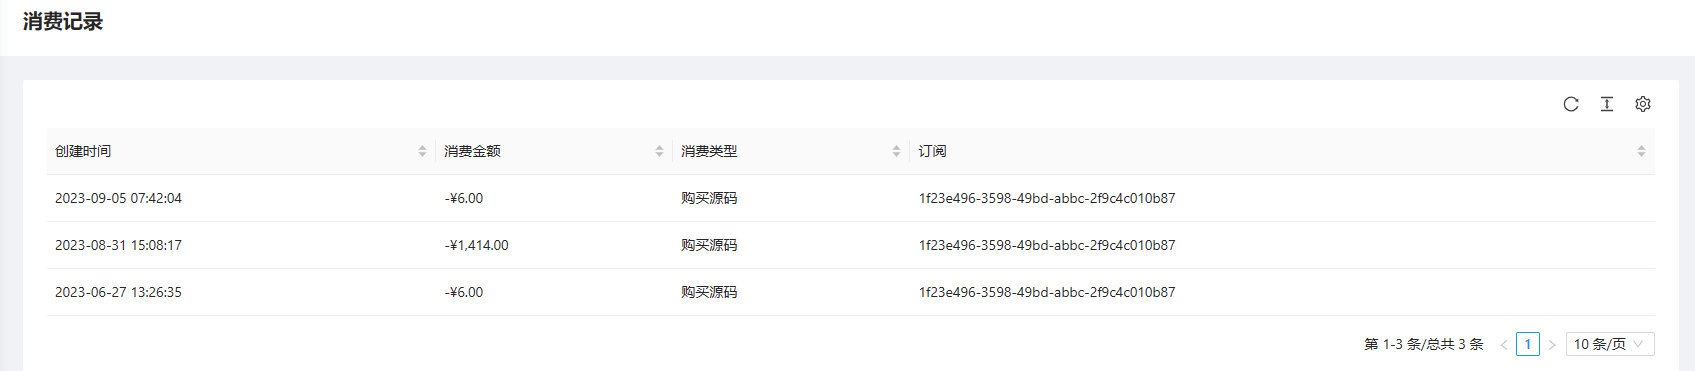 消费记录
创建时间 消费金额 消费类型 订阅
2023-09-05 07:42:04 -¥6.00 购买源码 1f23e496-3598-49bd-abbc-2f9c4c010b87
2023-08-31 15:08:17 -¥1,414.00 购买源码 1f23e496-3598-49bd-abbc-2f9c4c010b87
2023-06-27 13:26:35 -¥6.00 购买源码 1f23e496-3598-49bd-abbc-2f9c4c010b87
第 1-3 条/总共 3 条 1 10 条/页